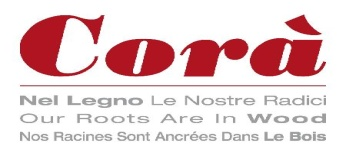 Corà
Nel Legno Le Nostre Radici
Our Roots Are In Wood
Nos Racines Sont Ancrées Dans Le Bois